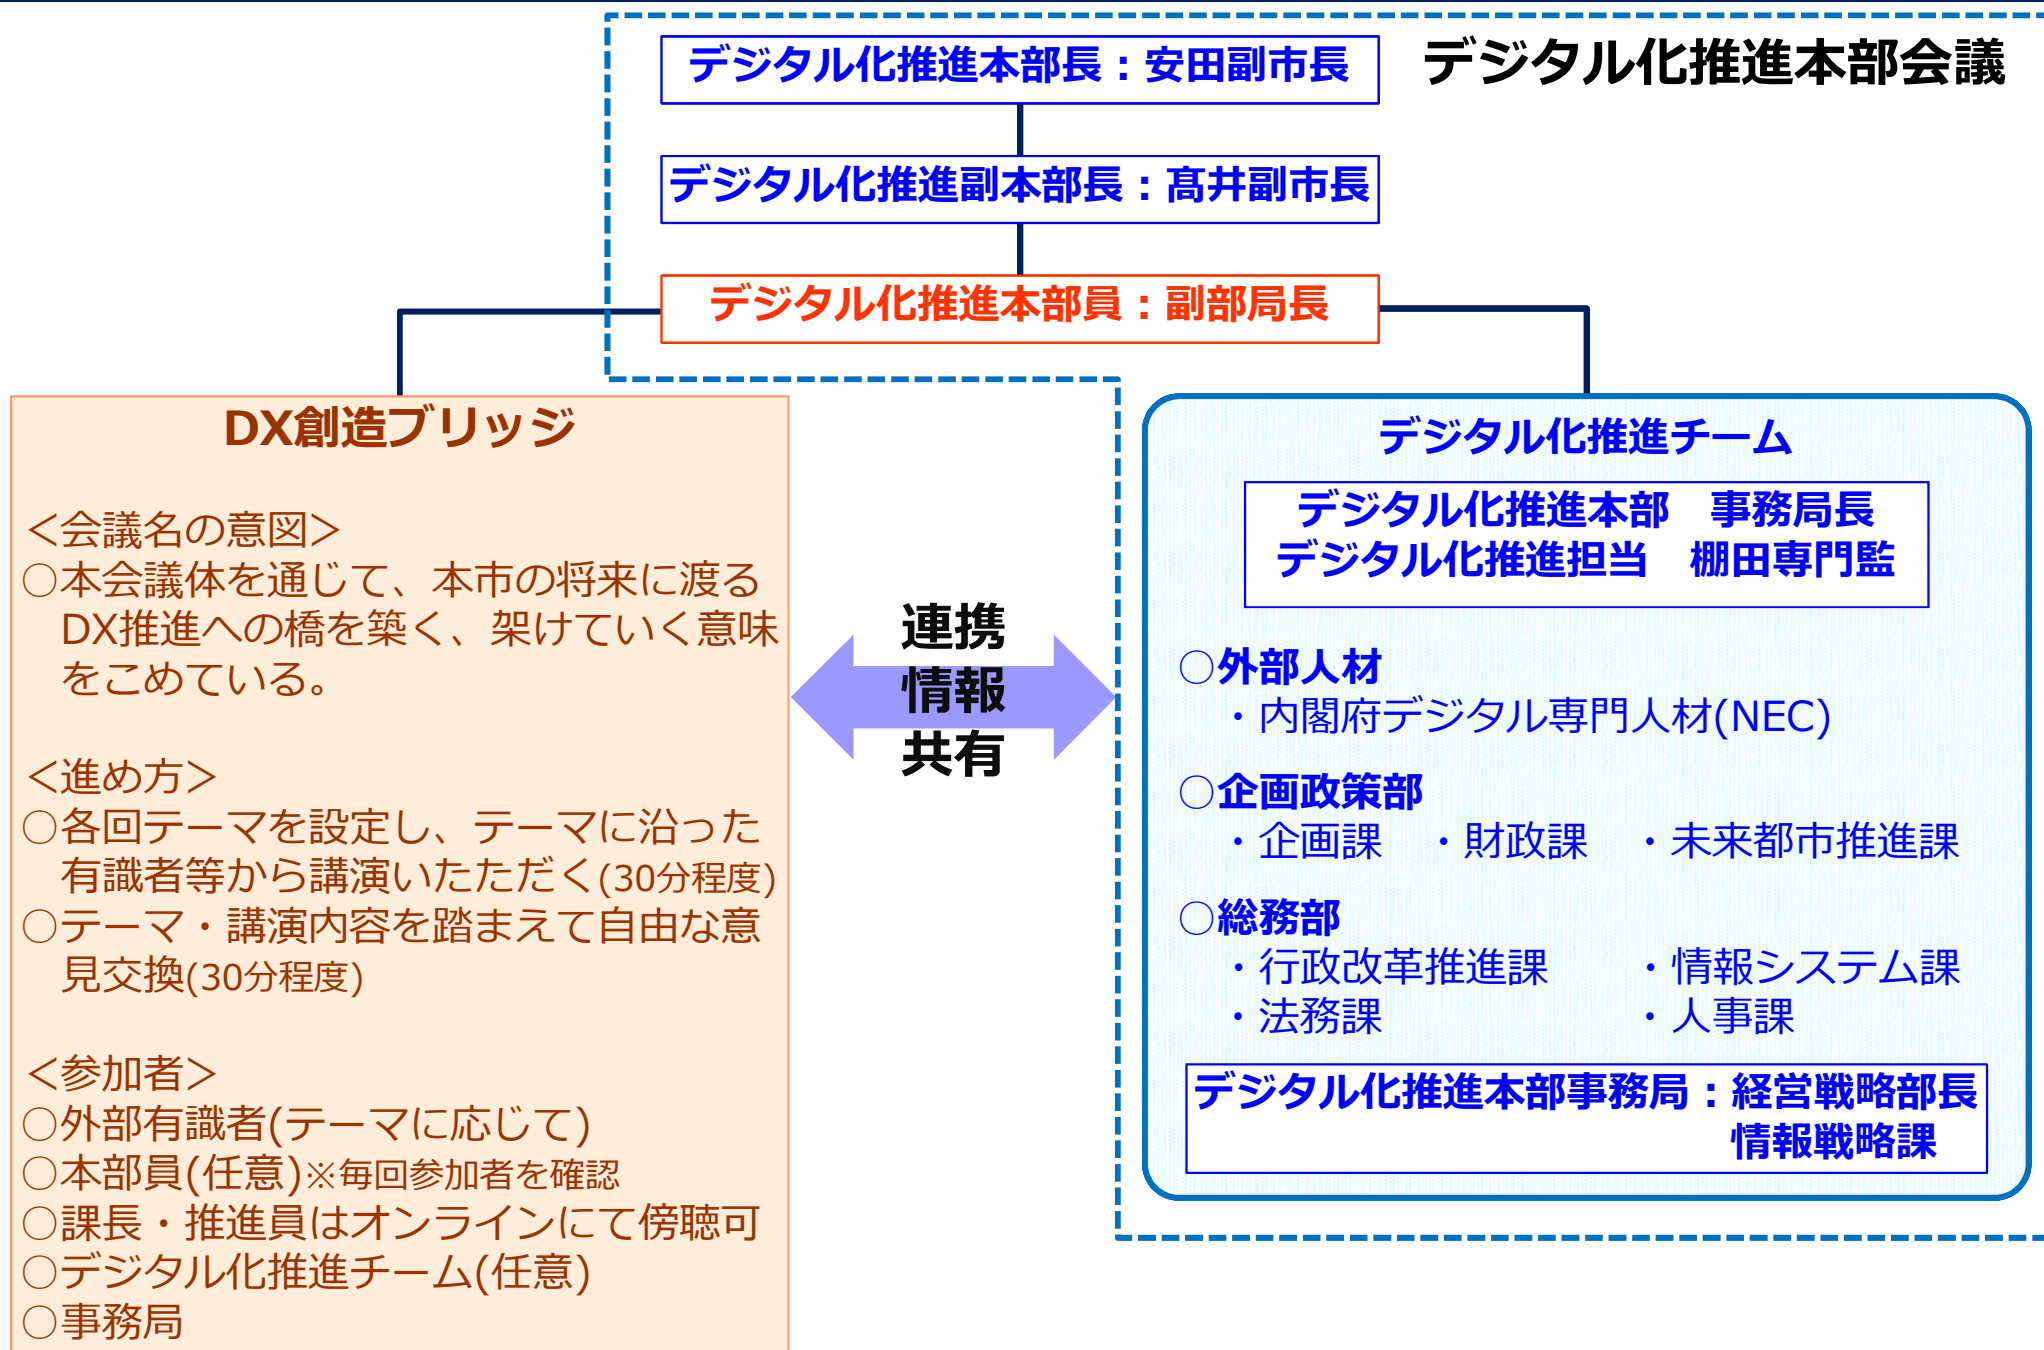 デジタル化推進本部会議
デジタル化推進本部長：安田副市長
デジタル化推進副本部長：髙井副市長
デジタル化推進本部員：副部局長
DX創造ブリッジ
＜会議名の意図＞
○本会議体を通じて、本市の将来に渡る
DX推進への橋を築く、架けていく意味
をこめている。
＜進め方＞
○各回テーマを設定し、テーマに沿った
有識者等から講演いたただく(30分程度)
○テーマ・講演内容を踏まえて自由な意
見交換(30分程度)
＜参加者＞
○外部有識者(テーマに応じて)
○本部員(任意)※毎回参加者を確認
○課長・推進員はオンラインにて傍聴可
○デジタル化推進チーム(任意)
○事務局
連携
情報
共有
デジタル化推進チーム
デジタル化推進本部　事務局長
デジタル化推進担当　棚田専門監
○外部人材
・内閣府デジタル専門人材(NEC)
○企画政策部
・企画課　・財政課　・未来都市推進課
○総務部
・行政改革推進課　　・情報システム課
・法務課　　　　　　・人事課
デジタル化推進本部事務局：経営戦略部長
情報戦略課